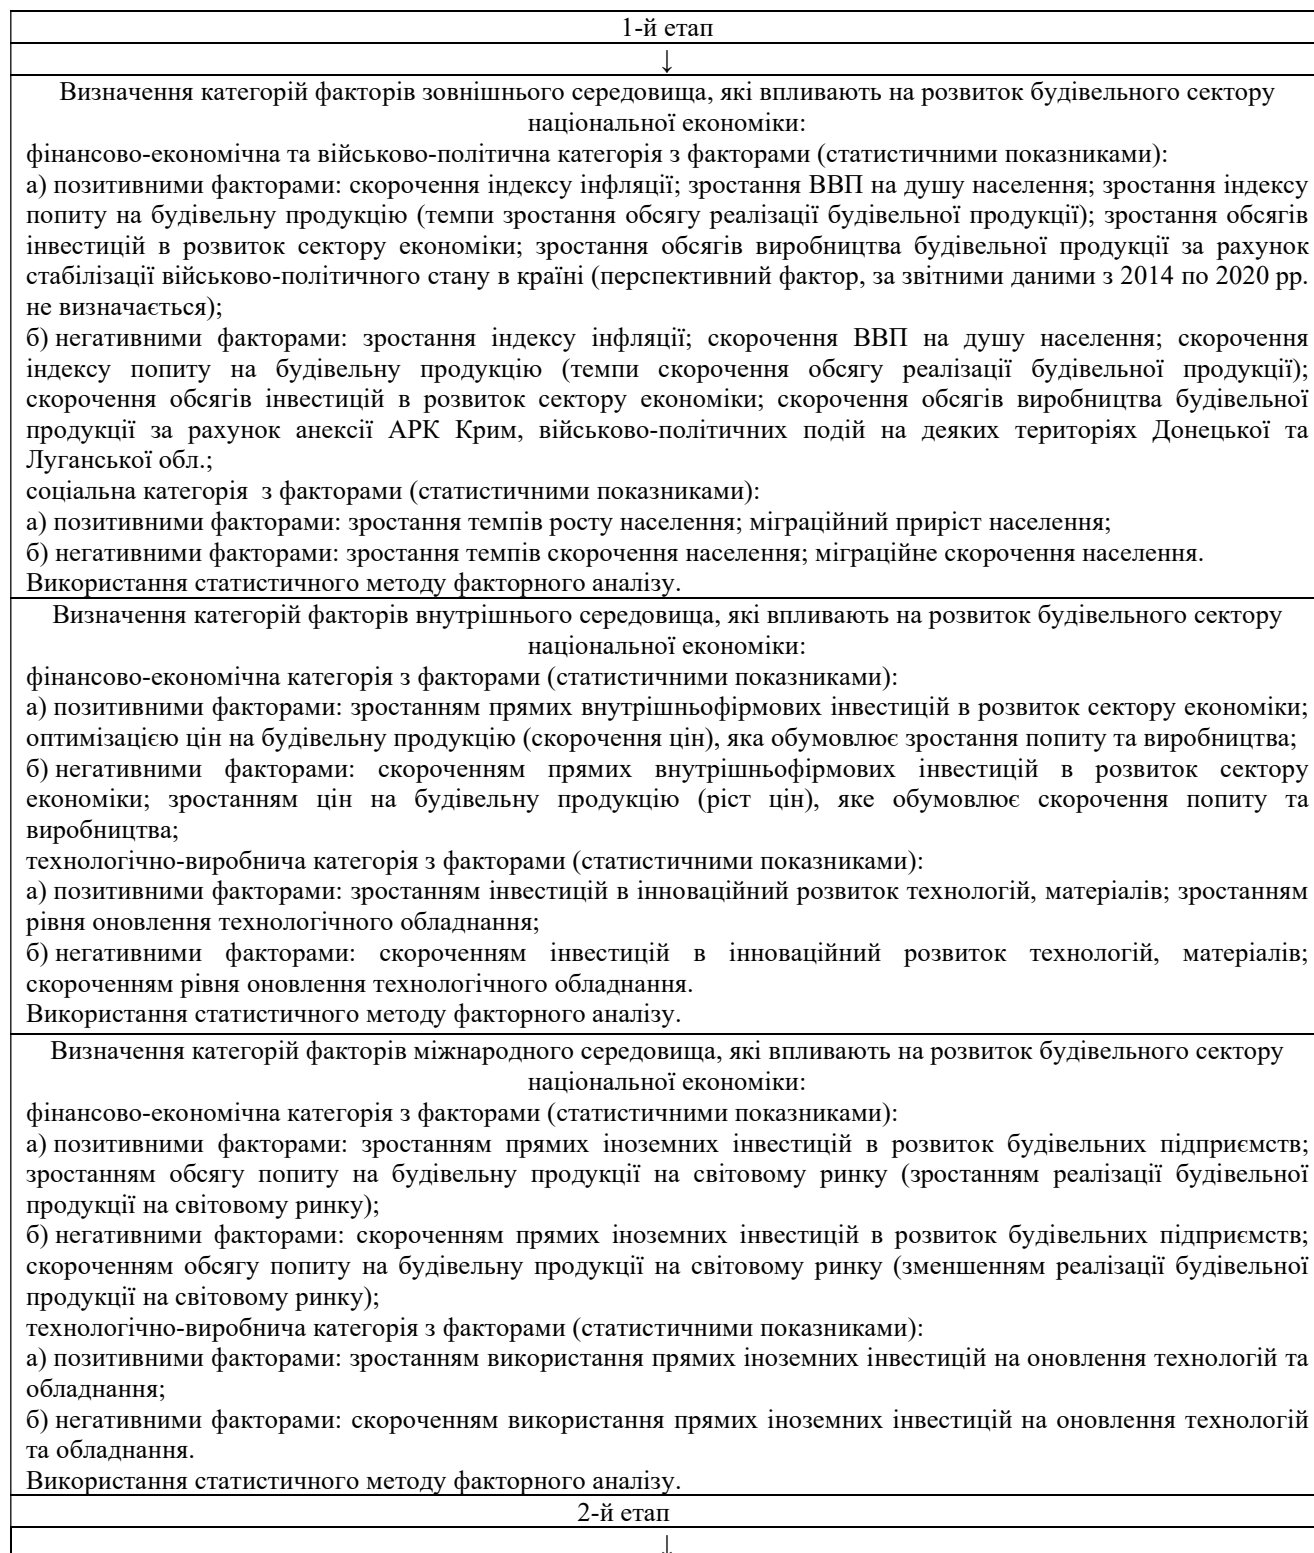 1-й етап
↓
Визначення категорій факторів зовнішнього середовища, які впливають на розвиток будівельного сектору
національної економіки:
фінансово-економічна та військово-політична категорія з факторами (статистичними показниками):
а) позитивними факторами: скорочення індексу інфляції; зростання ВВП на душу населення; зростання індексу
попиту на будівельну продукцію (темпи зростання обсягу реалізації будівельної продукції); зростання обсягів
інвестицій в розвиток сектору економіки; зростання обсягів виробництва будівельної продукції за рахунок
стабілізації військово-політичного стану в країні (перспективний фактор, за звітними даними з 2014 по 2020 рр.
не визначається);
б) негативними факторами: зростання індексу інфляції; скорочення ВВП на душу населення; скорочення
індексу попиту на будівельну продукцію (темпи скорочення обсягу реалізації будівельної продукції);
скорочення обсягів інвестицій в розвиток сектору економіки; скорочення обсягів виробництва будівельної
продукції за рахунок анексії АРК Крим, військово-політичних подій на деяких територіях Донецької та
Луганської обл.;
соціальна категорія з факторами (статистичними показниками):
а) позитивними факторами: зростання темпів росту населення; міграційний приріст населення;
б) негативними факторами: зростання темпів скорочення населення; міграційне скорочення населення.
Використання статистичного методу факторного аналізу.
Визначення категорій факторів внутрішнього середовища, які впливають на розвиток будівельного сектору
національної економіки:
фінансово-економічна категорія з факторами (статистичними показниками):
а) позитивними факторами: зростанням прямих внутрішньофірмових інвестицій в розвиток сектору економіки;
оптимізацією цін на будівельну продукцію (скорочення цін), яка обумовлює зростання попиту та виробництва;
б) негативними факторами: скороченням прямих внутрішньофірмових інвестицій в розвиток сектору
економіки; зростанням цін на будівельну продукцію (ріст цін), яке обумовлює скорочення попиту та
виробництва;
технологічно-виробнича категорія з факторами (статистичними показниками):
а) позитивними факторами: зростанням інвестицій в інноваційний розвиток технологій, матеріалів; зростанням
рівня оновлення технологічного обладнання;
б) негативними факторами: скороченням інвестицій в інноваційний розвиток технологій, матеріалів;
скороченням рівня оновлення технологічного обладнання.
Використання статистичного методу факторного аналізу.
Визначення категорій факторів міжнародного середовища, які впливають на розвиток будівельного сектору
національної економіки:
фінансово-економічна категорія з факторами (статистичними показниками):
а) позитивними факторами: зростанням прямих іноземних інвестицій в розвиток будівельних підприємств;
зростанням обсягу попиту на будівельну продукції на світовому ринку (зростанням реалізації будівельної
продукції на світовому ринку);
б) негативними факторами: скороченням прямих іноземних інвестицій в розвиток будівельних підприємств;
скороченням обсягу попиту на будівельну продукції на світовому ринку (зменшенням реалізації будівельної
продукції на світовому ринку);
технологічно-виробнича категорія з факторами (статистичними показниками):
а) позитивними факторами: зростанням використання прямих іноземних інвестицій на оновлення технологій та
обладнання;
б) негативними факторами: скороченням використання прямих іноземних інвестицій на оновлення технологій
та обладнання.
Використання статистичного методу факторного аналізу.
2-й етап
↓